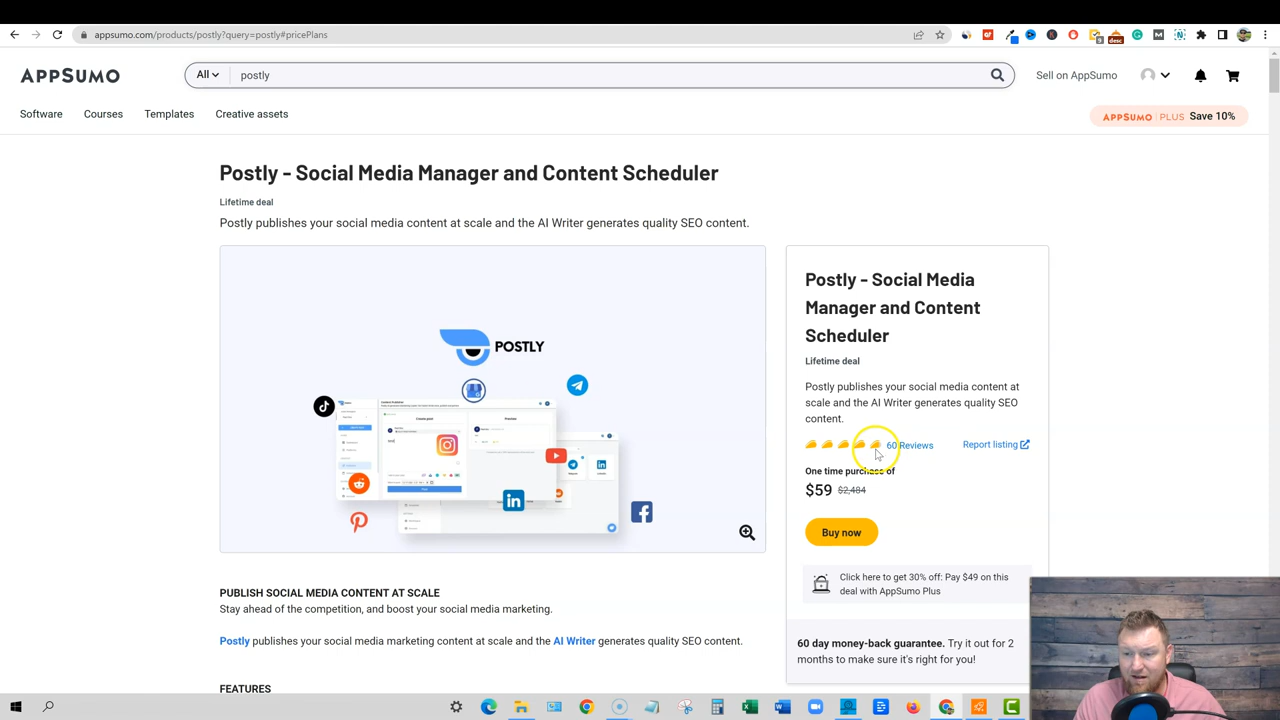 appsumo.com/products/postly?query=postly#pricePlans
APPSUMO
All
postly
Sell on AppSumo
Software
Courses
Templates
Creative assets
APPSUMO PLUS Save 10%
Postly - Social Media Manager and Content Scheduler
Lifetime deal
Postly publishes your social media content at scale and the AI Writer generates quality SEO content.
POSTLY
Postly - Social Media
Manager and Content
Scheduler
Lifetime deal
Postly publishes your social media content at
scale and the AI Writer generates quality SEO
content.
60 Reviews
Report listing
One time purchase of
$59 $2,484
Buy now
Click here to get 30% off: Pay $49 on this
deal with AppSumo Plus
60 day money-back guarantee. Try it out for 2
months to make sure it's right for you!
PUBLISH SOCIAL MEDIA CONTENT AT SCALE
Stay ahead of the competition, and boost your social media marketing.
Postly publishes your social media marketing content at scale and the AI Writer generates quality SEO content.
FEATURES